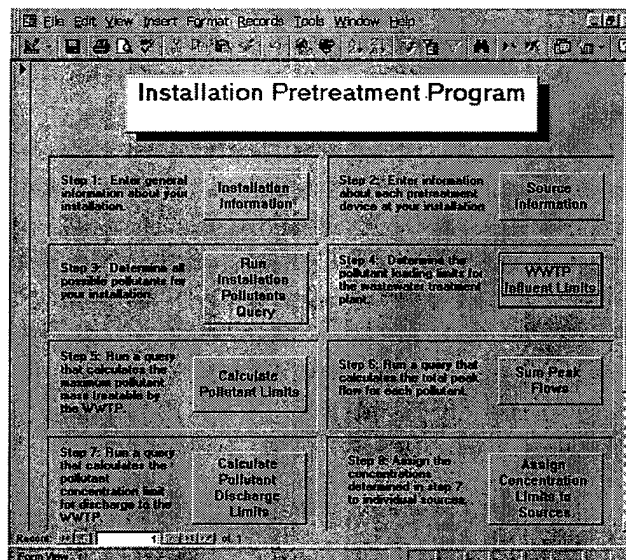 File Edit View Insert Format Records Tools Window Help
Installation Pretreatment Program
Step 1: Enter general
information about your
installation.
Installation
Information
Step 2: Enter information
about each pretreatment
device at your installation
Source
Information
Step 3: Determine all
possible pollutants for
your installation.
Run
Installation
Pollutants
Query
Step 4: Determine the
pollutant loading limits for
the wastewater treatment
plant.
WWTP
Influent Limits
Step 5: Run a query
that calculates the
maximum pollutant
mass treatable by
the WWTP.
Calculate
Pollutant Limits
Step 6: Run a query that
calculates the total peak
flow for each pollutant.
Sum Peak
Flows
Step 7: Run a query
that calculates the
pollutant
concentration limit
for discharge to the
WWTP.
Calculate
Pollutant
Discharge
Limits
Step 8: Assign the
concentrations
determined in step 7
to individual sources.
Assign
Concentration
Limits to
Sources
Record: 1 of 1
Form View